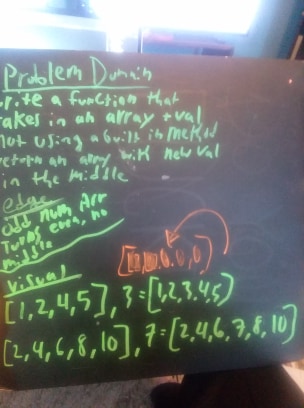 Problem Domain
rite a function that
akes in an array + val
not using a built in method
return an array with new val
in the middle
edge
odd num Arr
turns even, no
middle
Visual
[1,2,4,5], 3 = [1,2,3,4,5)
[2,4,6,8,10], 7 = [2,4,6,7,8,10]